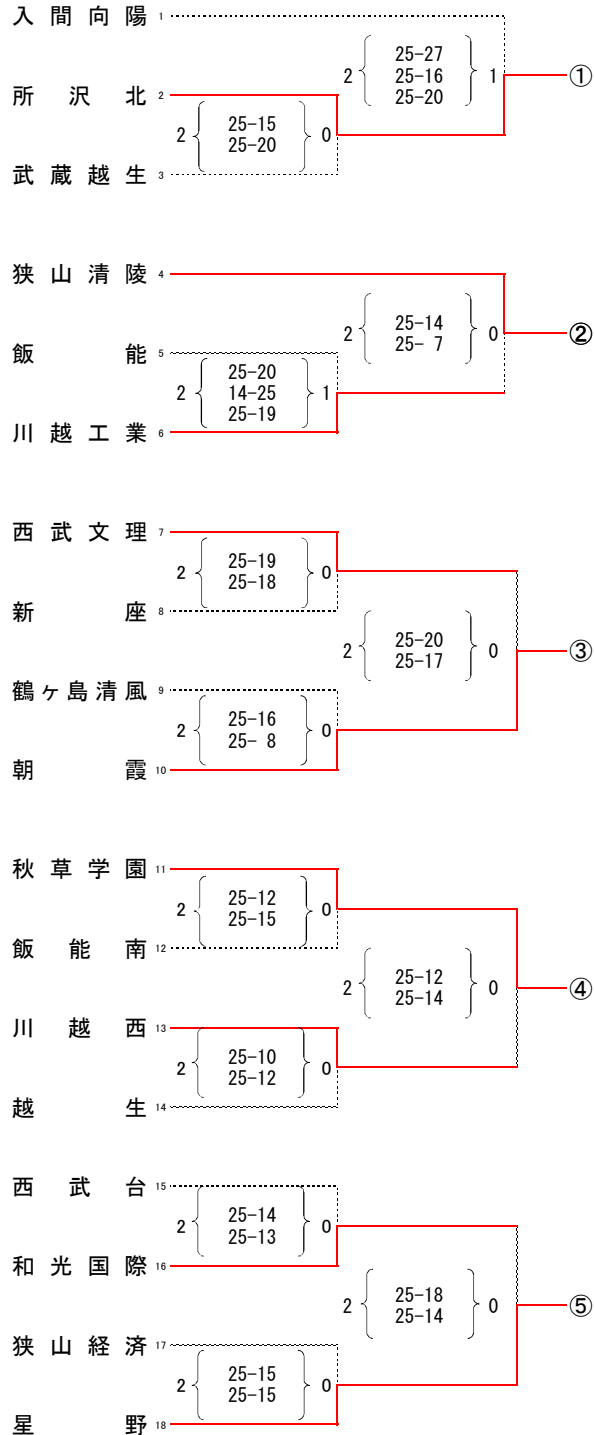 入間向陽 1
25-27
2 25-16 1 ①
25-20
所沢北 2
2 25-15 0
25-20
武蔵越生 3
狭山清陵 4
2 25-14 0 ②
25- 7
飯能 5
25-20
2 14-25 1
25-19
川越工業 6
西武文理 7
2 25-19 0
25-18
新座 8
2 25-20 0 ③
25-17
鶴ヶ島清風 9
2 25-16 0
25- 8
朝霞 10
秋草学園 11
2 25-12 0
25-15
飯能南 12
2 25-12 0 ④
25-14
川越西 13
2 25-10 0
25-12
越生 14
西武台 15
2 25-14 0
25-13
和光国際 16
2 25-18 0 ⑤
25-14
狭山経済 17
2 25-15 0
25-15
星野 18